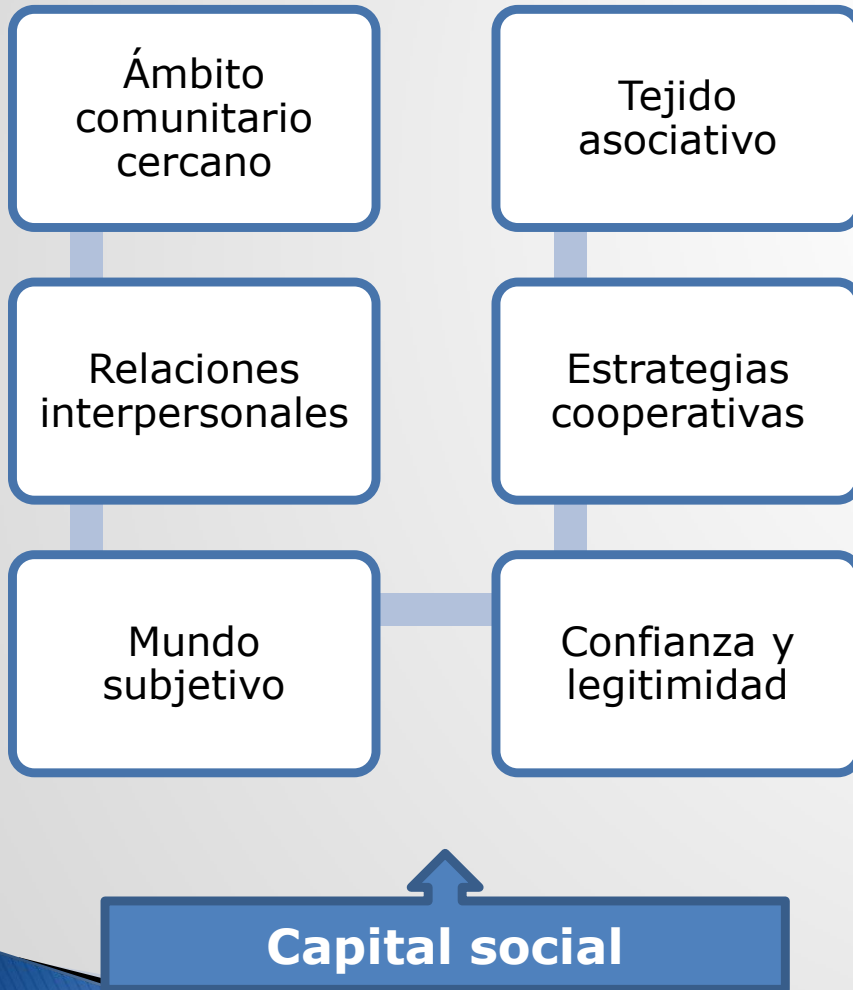 Ámbito
comunitario
cercano
Relaciones
interpersonales
Mundo
subjetivo
Confianza y
legitimidad
Estrategias
cooperativas
Tejido
asociativo
Capital social